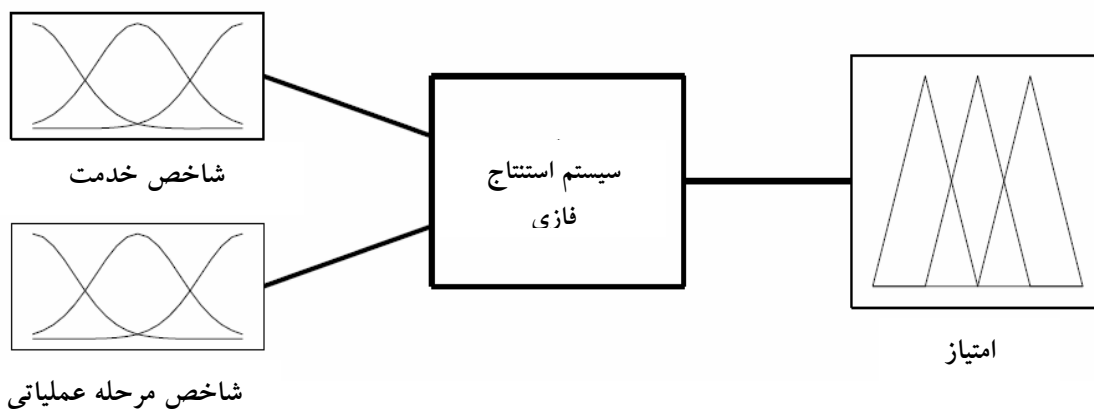 شاخص خدمت
سیستم استنتاج
فازی
امتیاز
شاخص مرحله عملیاتی